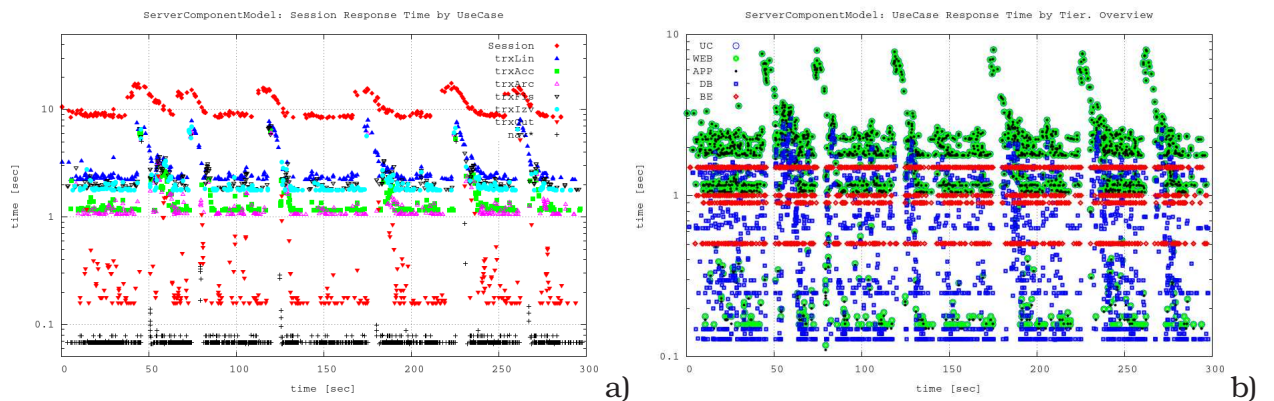 ServerComponentModel: Session Response Time by UseCase
Session
trxLin
trxAcc
trxArc
trxIzv
10
1
0.1
time [sec]
0
50
100
150
200
250
300
time [sec]
a)
ServerComponentModel: UseCase Response Time by Tier. Overview
UC
WEB
APP
DB
BE
10
1
0.1
time [sec]
0
50
100
150
200
250
300
time [sec]
b)